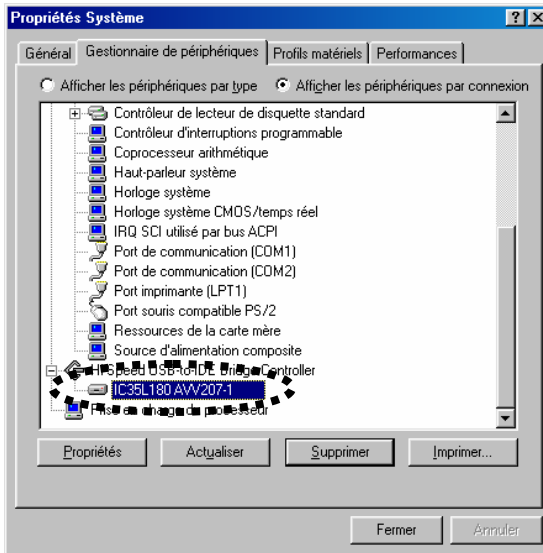 Propriétés Système
Général Gestionnaire de périphériques Profils matériels Performances
Afficher les périphériques par type Afficher les périphériques par connexion
Contrôleur de lecteur de disquette standard
Contrôleur d'interruptions programmable
Coprocesseur arithmétique
Haut-parleur système
Horloge système
Horloge système CMOS/temps réel
IRQ SCI utilisé par bus ACPI
Port de communication (COM1)
Port de communication (COM2)
Port imprimante (LPT1)
Port souris compatible PS/2
Ressources de la carte mère
Source d'alimentation composite
Hi-Speed USB-to-IDE Bridge Controller
IC35L180 AVV207-1
Prise en charge de processeur
Propriétés Actualiser Supprimer Imprimer...
Fermer Annuler